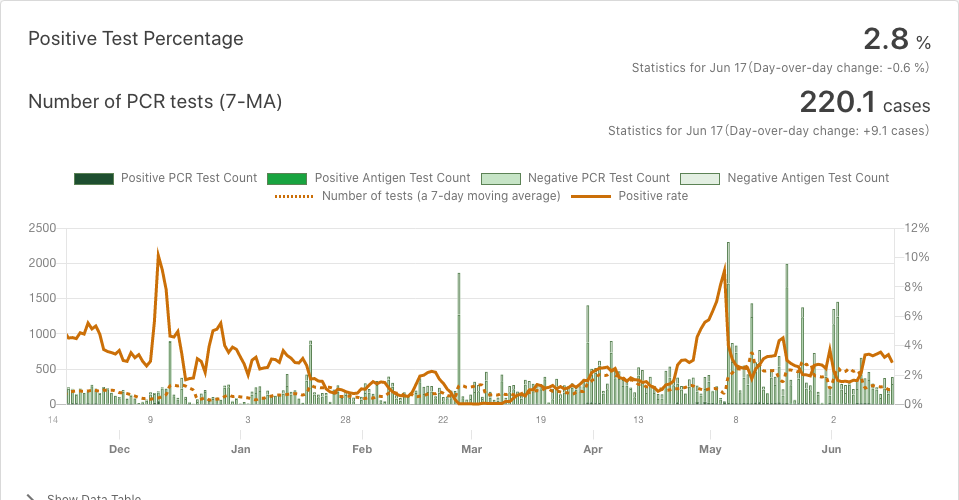 Positive Test Percentage
2.8 %
Statistics for Jun 17(Day-over-day change: -0.6 %)
Number of PCR tests (7-MA)
220.1 cases
Statistics for Jun 17(Day-over-day change: +9.1 cases)
Positive PCR Test Count Positive Antigen Test Count Negative PCR Test Count Negative Antigen Test Count
Number of tests (a 7-day moving average) Positive rate
2500 12%
10%
2000
8%
1500
6%
1000
4%
500
2%
0 0%
14 9 3 28 22 19 13 8 2
Dec Jan Feb Mar Apr May Jun
Show Data Table